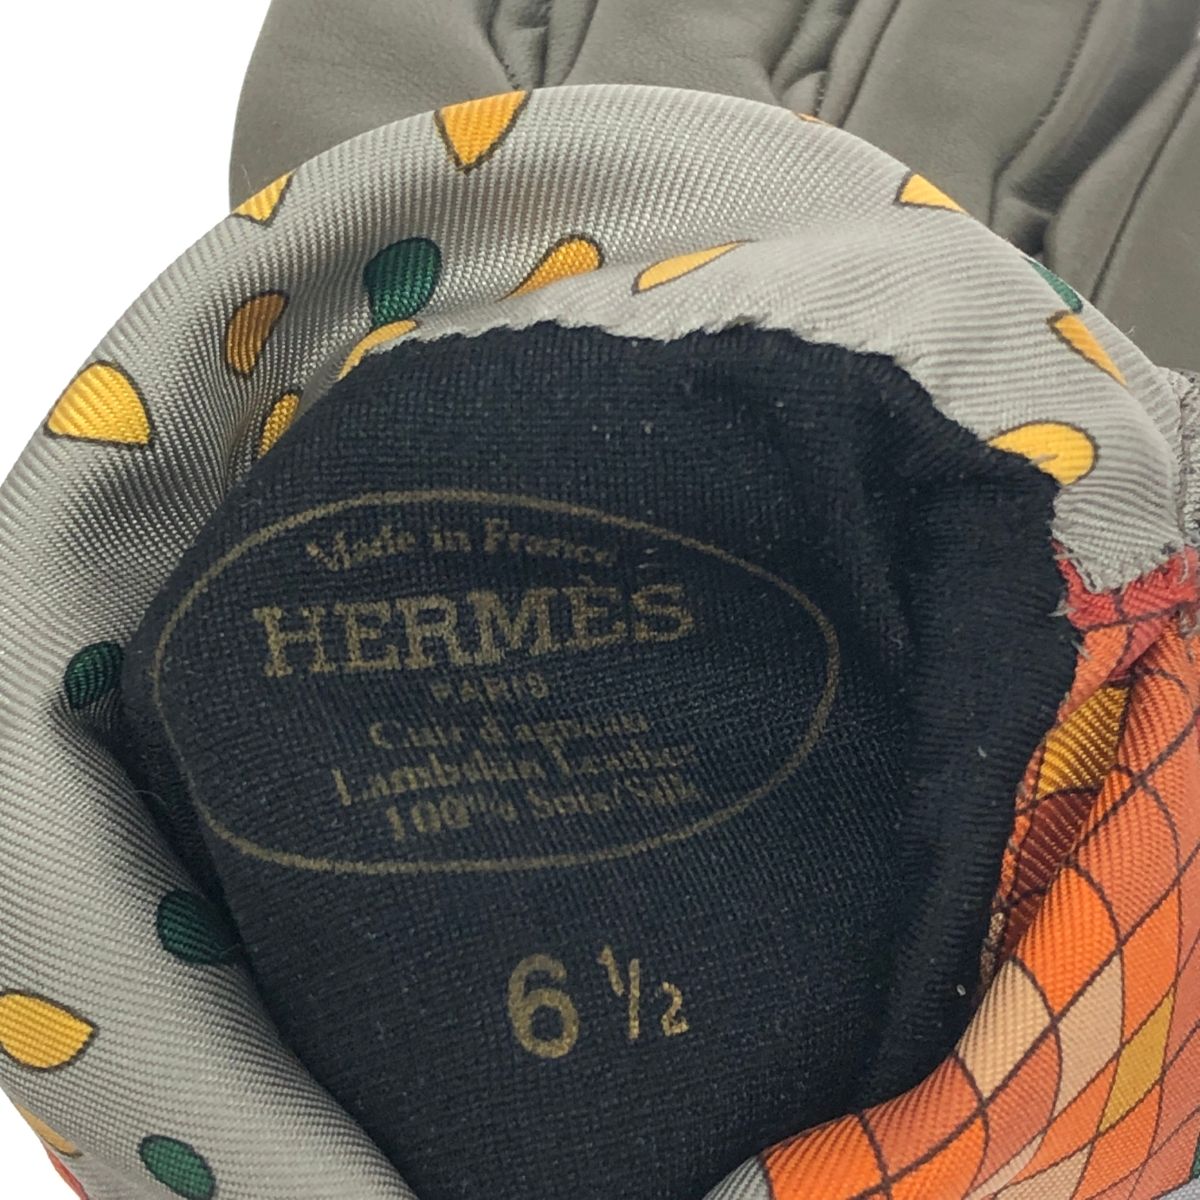 Made in France
HERMÈS
PARIS
Cuir d'agneau
Lambskin Leather
100% Soie/Silk
6 1/2